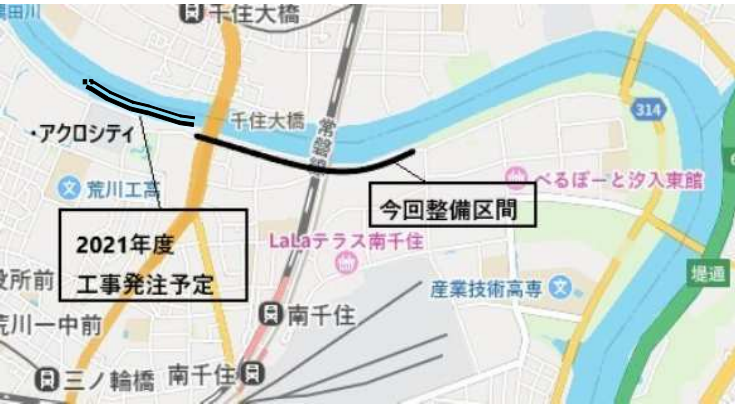 隅田川
千住大橋
314
千住大橋
常磐線
・アクロシティ
荒川工高
べるぽーと汐入東館
今回整備区間
2021年度
工事発注予定
LaLaテラス南千住
堤通
役所前
産業技術高専
荒川一中前
南千住
三ノ輪橋
南千住